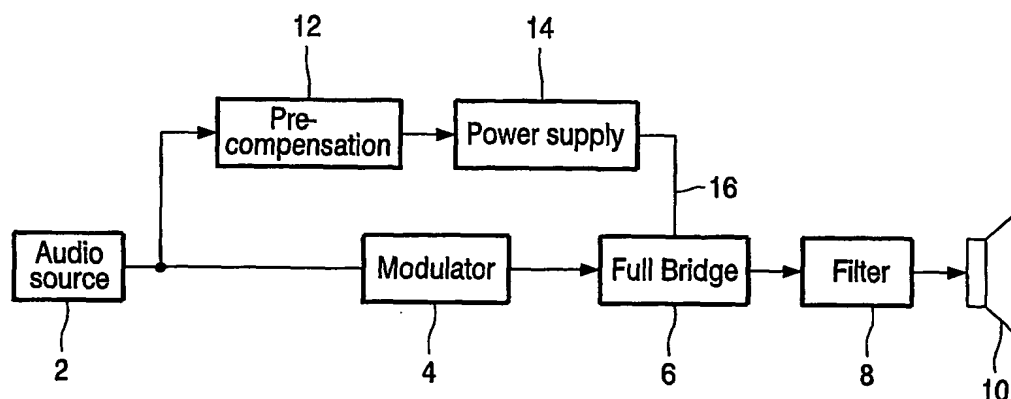 12
14
Pre-
compensation
Power supply
16
Audio
source
Modulator
Full Bridge
Filter
2
4
6
8
10